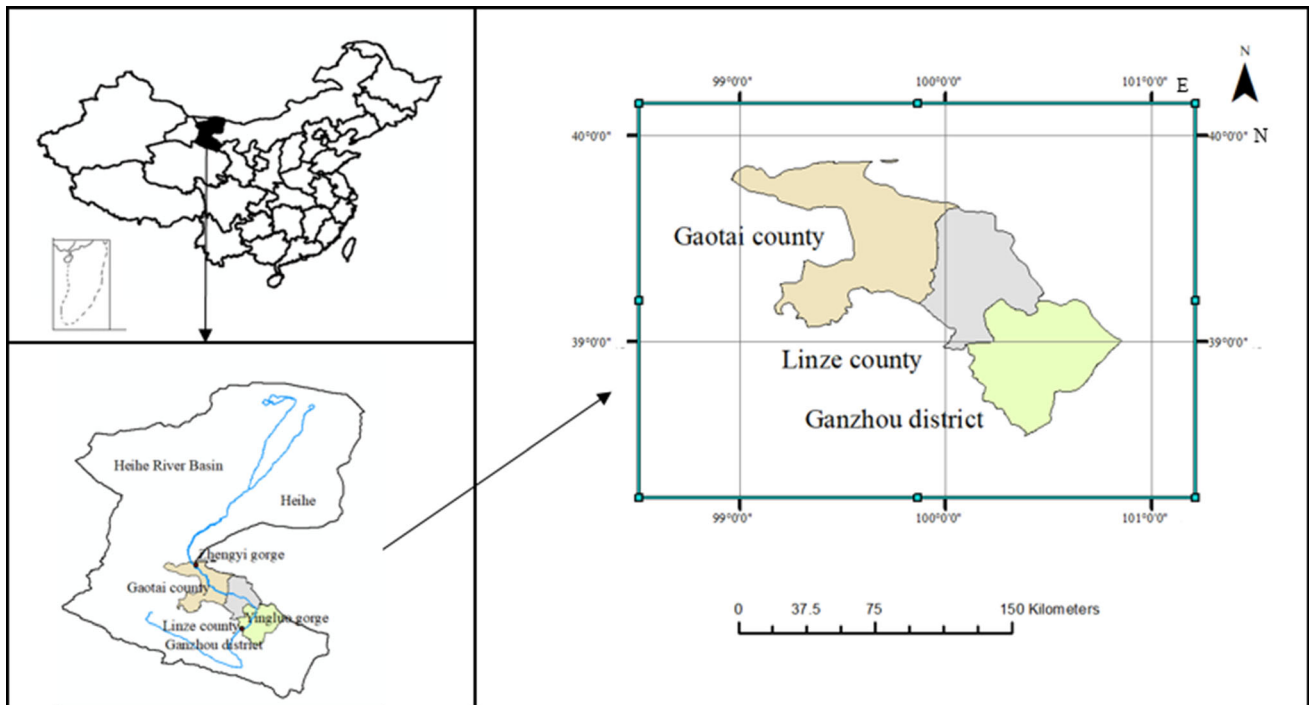 N
99°0'0"
100°0'0"
101°0'0"
E
40°0'0"
40°0'0"
N
Gaotai county
39°0'0"
39°0'0"
Linze county
Ganzhou district
99°0'0"
100°0'0"
101°0'0"
0
37.5
75
150 Kilometers
Heihe River Basin
Heihe
Zhengyi gorge
Gaotai county
Yingluo gorge
Linze county
Ganzhou district